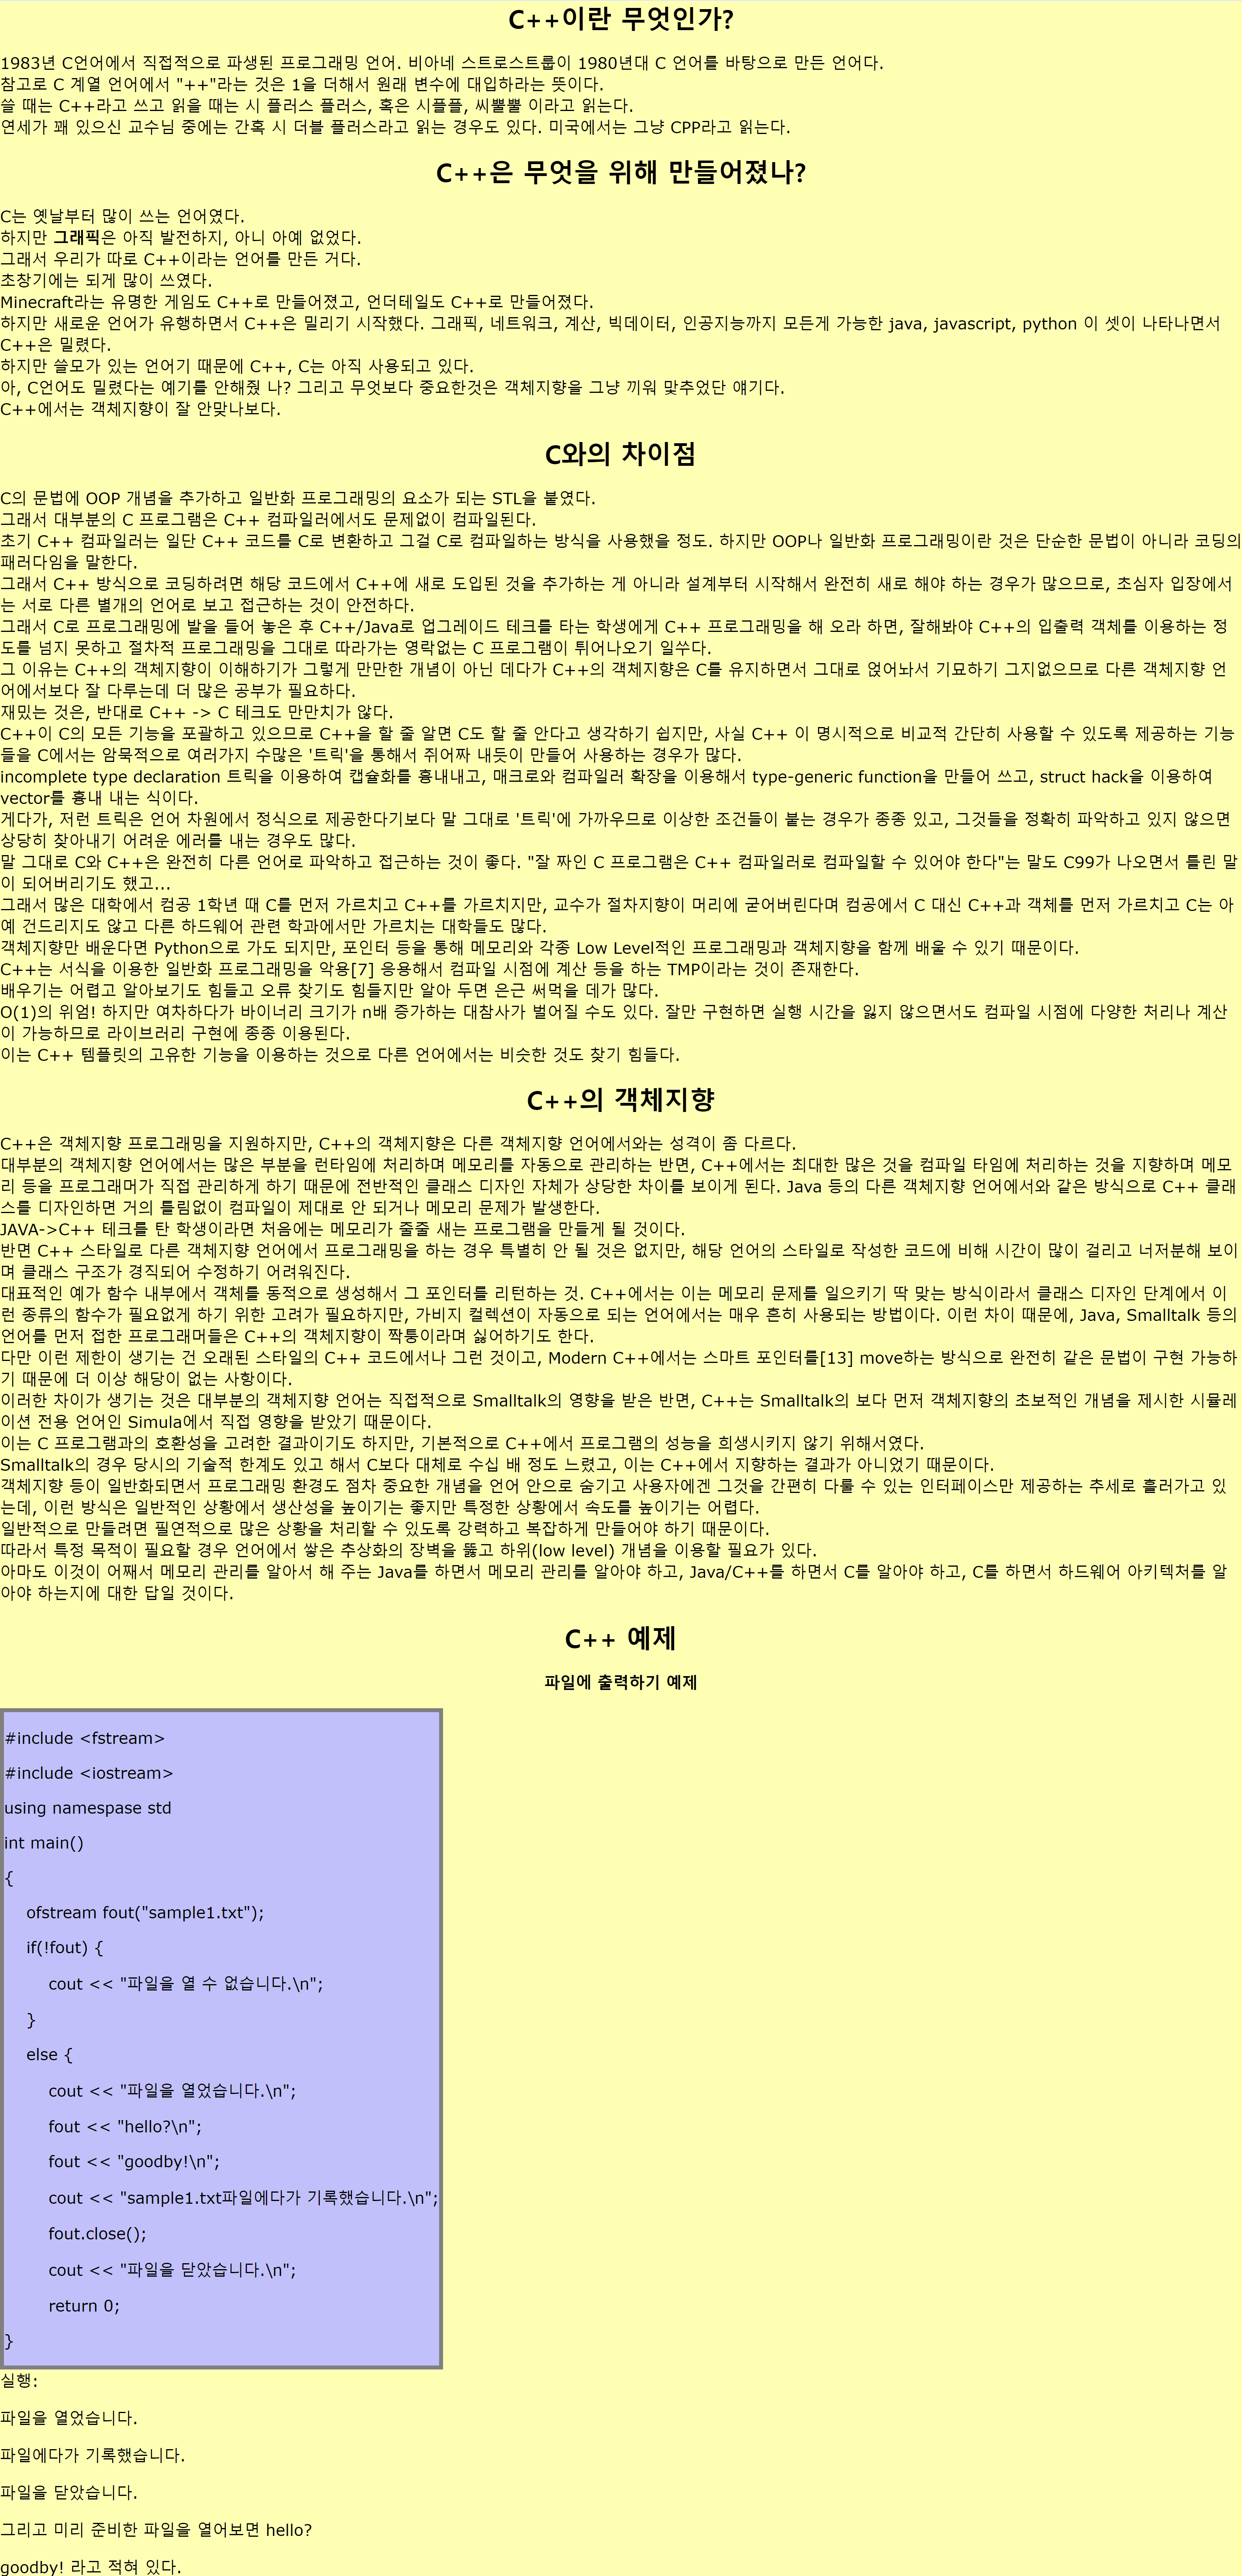 C++이란 무엇인가?
1983년 C언어에서 직접적으로 파생된 프로그래밍 언어. 비아네 스트로스트룹이 1980년대 C 언어를 바탕으로 만든 언어다.
참고로 C 계열 언어에서 "++"라는 것은 1을 더해서 원래 변수에 대입하라는 뜻이다.
쓸 때는 C++라고 쓰고 읽을 때는 시 플러스 플러스, 혹은 시플플, 씨뿔뿔 이라고 읽는다.
연세가 꽤 있으신 교수님 중에는 간혹 시 더블 플러스라고 읽는 경우도 있다. 미국에서는 그냥 CPP라고 읽는다.
C++은 무엇을 위해 만들어졌나?
C는 옛날부터 많이 쓰는 언어였다.
하지만 그래픽은 아직 발전하지, 아니 아예 없었다.
그래서 우리가 따로 C++이라는 언어를 만든 거다.
초창기에는 되게 많이 쓰였다.
Minecraft라는 유명한 게임도 C++로 만들어졌고, 언더테일도 C++로 만들어졌다.
하지만 새로운 언어가 유행하면서 C++은 밀리기 시작했다. 그래픽, 네트워크, 계산, 빅데이터, 인공지능까지 모든게 가능한 java, javascript, python 이 셋이 나타나면서
C++은 밀렸다.
하지만 쓸모가 있는 언어기 때문에 C++, C는 아직 사용되고 있다.
아, C언어도 밀렸다는 예기를 안해줬 나? 그리고 무엇보다 중요한것은 객체지향을 그냥 끼워 맞추었단 얘기다.
C++에서는 객체지향이 잘 안맞나보다.
C와의 차이점
C의 문법에 OOP 개념을 추가하고 일반화 프로그래밍의 요소가 되는 STL을 붙였다.
그래서 대부분의 C 프로그램은 C++ 컴파일러에서도 문제없이 컴파일된다.
초기 C++ 컴파일러는 일단 C++ 코드를 C로 변환하고 그걸 C로 컴파일하는 방식을 사용했을 정도. 하지만 OOP나 일반화 프로그래밍이란 것은 단순한 문법이 아니라 코딩의
패러다임을 말한다.
그래서 C++ 방식으로 코딩하려면 해당 코드에서 C++에 새로 도입된 것을 추가하는 게 아니라 설계부터 시작해서 완전히 새로 해야 하는 경우가 많으므로, 초심자 입장에서
는 서로 다른 별개의 언어로 보고 접근하는 것이 안전하다.
그래서 C로 프로그래밍에 발을 들어 놓은 후 C++/Java로 업그레이드 테크를 타는 학생에게 C++ 프로그래밍을 해 오라 하면, 잘해봐야 C++의 입출력 객체를 이용하는 정
도를 넘지 못하고 절차적 프로그래밍을 그대로 따라가는 영락없는 C 프로그램이 튀어나오기 일쑤다.
그 이유는 C++의 객체지향이 이해하기가 그렇게 만만한 개념이 아닌 데다가 C++의 객체지향은 C를 유지하면서 그대로 얹어놔서 기묘하기 그지없으므로 다른 객체지향 언
어에서보다 잘 다루는데 더 많은 공부가 필요하다.
재밌는 것은, 반대로 C++ -> C 테크도 만만치가 않다.
C++이 C의 모든 기능을 포괄하고 있으므로 C++을 할 줄 알면 C도 할 줄 안다고 생각하기 쉽지만, 사실 C++ 이 명시적으로 비교적 간단히 사용할 수 있도록 제공하는 기능
들을 C에서는 암묵적으로 여러가지 수많은 '트릭'을 통해서 쥐어짜 내듯이 만들어 사용하는 경우가 많다.
incomplete type declaration 트릭을 이용하여 캡슐화를 흉내내고, 매크로와 컴파일러 확장을 이용해서 type-generic function을 만들어 쓰고, struct hack을 이용하여
vector를 흉내 내는 식이다.
게다가, 저런 트릭은 언어 차원에서 정식으로 제공한다기보다 말 그대로 '트릭'에 가까우므로 이상한 조건들이 붙는 경우가 종종 있고, 그것들을 정확히 파악하고 있지 않으면
상당히 찾아내기 어려운 에러를 내는 경우도 많다.
말 그대로 C와 C++은 완전히 다른 언어로 파악하고 접근하는 것이 좋다. "잘 짜인 C 프로그램은 C++ 컴파일러로 컴파일할 수 있어야 한다"는 말도 C99가 나오면서 틀린 말
이 되어버리기도 했고...
그래서 많은 대학에서 컴공 1학년 때 C를 먼저 가르치고 C++를 가르치지만, 교수가 절차지향이 머리에 굳어버린다며 컴공에서 C 대신 C++과 객체를 먼저 가르치고 C는 아
예 건드리지도 않고 다른 하드웨어 관련 학과에서만 가르치는 대학들도 많다.
객체지향만 배운다면 Python으로 가도 되지만, 포인터 등을 통해 메모리와 각종 Low Level적인 프로그래밍과 객체지향을 함께 배울 수 있기 때문이다.
C++는 서식을 이용한 일반화 프로그래밍을 악용[7] 응용해서 컴파일 시점에 계산 등을 하는 TMP이라는 것이 존재한다.
배우기는 어렵고 알아보기도 힘들고 오류 찾기도 힘들지만 알아 두면 은근 써먹을 데가 많다.
O(1)의 위엄! 하지만 여차하다가 바이너리 크기가 n배 증가하는 대참사가 벌어질 수도 있다. 잘만 구현하면 실행 시간을 잃지 않으면서도 컴파일 시점에 다양한 처리나 계산
이 가능하므로 라이브러리 구현에 종종 이용된다.
이는 C++ 템플릿의 고유한 기능을 이용하는 것으로 다른 언어에서는 비슷한 것도 찾기 힘들다.
C++의 객체지향
C++은 객체지향 프로그래밍을 지원하지만, C++의 객체지향은 다른 객체지향 언어에서와는 성격이 좀 다르다.
대부분의 객체지향 언어에서는 많은 부분을 런타임에 처리하며 메모리를 자동으로 관리하는 반면, C++에서는 최대한 많은 것을 컴파일 타임에 처리하는 것을 지향하며 메모
리 등을 프로그래머가 직접 관리하게 하기 때문에 전반적인 클래스 디자인 자체가 상당한 차이를 보이게 된다. Java 등의 다른 객체지향 언어에서와 같은 방식으로 C++ 클래
스를 디자인하면 거의 틀림없이 컴파일이 제대로 안 되거나 메모리 문제가 발생한다.
JAVA->C++ 테크를 탄 학생이라면 처음에는 메모리가 줄줄 새는 프로그램을 만들게 될 것이다.
반면 C++ 스타일로 다른 객체지향 언어에서 프로그래밍을 하는 경우 특별히 안 될 것은 없지만, 해당 언어의 스타일로 작성한 코드에 비해 시간이 많이 걸리고 너저분해 보이
며 클래스 구조가 경직되어 수정하기 어려워진다.
대표적인 예가 함수 내부에서 객체를 동적으로 생성해서 그 포인터를 리턴하는 것. C++에서는 이는 메모리 문제를 일으키기 딱 맞는 방식이라서 클래스 디자인 단계에서 이
런 종류의 함수가 필요없게 하기 위한 고려가 필요하지만, 가비지 컬렉션이 자동으로 되는 언어에서는 매우 흔히 사용되는 방법이다. 이런 차이 때문에, Java, Smalltalk 등의
언어를 먼저 접한 프로그래머들은 C++의 객체지향이 짝퉁이라며 싫어하기도 한다.
다만 이런 제한이 생기는 건 오래된 스타일의 C++ 코드에서나 그런 것이고, Modern C++에서는 스마트 포인터를[13] move하는 방식으로 완전히 같은 문법이 구현 가능하
기 때문에 더 이상 해당이 없는 사항이다.
이러한 차이가 생기는 것은 대부분의 객체지향 언어는 직접적으로 Smalltalk의 영향을 받은 반면, C++는 Smalltalk의 보다 먼저 객체지향의 초보적인 개념을 제시한 시뮬레
이션 전용 언어인 Simula에서 직접 영향을 받았기 때문이다.
이는 C 프로그램과의 호환성을 고려한 결과이기도 하지만, 기본적으로 C++에서 프로그램의 성능을 희생시키지 않기 위해서였다.
Smalltalk의 경우 당시의 기술적 한계도 있고 해서 C보다 대체로 수십 배 정도 느렸고, 이는 C++에서 지향하는 결과가 아니었기 때문이다.
객체지향 등이 일반화되면서 프로그래밍 환경도 점차 중요한 개념을 언어 안으로 숨기고 사용자에겐 그것을 간편히 다룰 수 있는 인터페이스만 제공하는 추세로 흘러가고 있
는데, 이런 방식은 일반적인 상황에서 생산성을 높이기는 좋지만 특정한 상황에서 속도를 높이기는 어렵다.
일반적으로 만들려면 필연적으로 많은 상황을 처리할 수 있도록 강력하고 복잡하게 만들어야 하기 때문이다.
따라서 특정 목적이 필요할 경우 언어에서 쌓은 추상화의 장벽을 뚫고 하위(low level) 개념을 이용할 필요가 있다.
아마도 이것이 어째서 메모리 관리를 알아서 해 주는 Java를 하면서 메모리 관리를 알아야 하고, Java/C++를 하면서 C를 알아야 하고, C를 하면서 하드웨어 아키텍처를 알
아야 하는지에 대한 답일 것이다.
C++ 예제
파일에 출력하기 예제
#include <fstream>
#include <iostream>
using namespase std
int main()
{
ofstream fout("sample1.txt");
if(!fout) {
cout << "파일을 열 수 없습니다.\n";
}
else {
cout << "파일을 열었습니다.\n";
fout << "hello?\n";
fout << "goodby!\n";
cout << "sample1.txt파일에다가 기록했습니다.\n";
fout.close();
cout << "파일을 닫았습니다.\n";
return 0;
}
실행:
파일을 열었습니다.
파일에다가 기록했습니다.
파일을 닫았습니다.
그리고 미리 준비한 파일을 열어보면 hello?
goodby! 라고 적혀 있다.